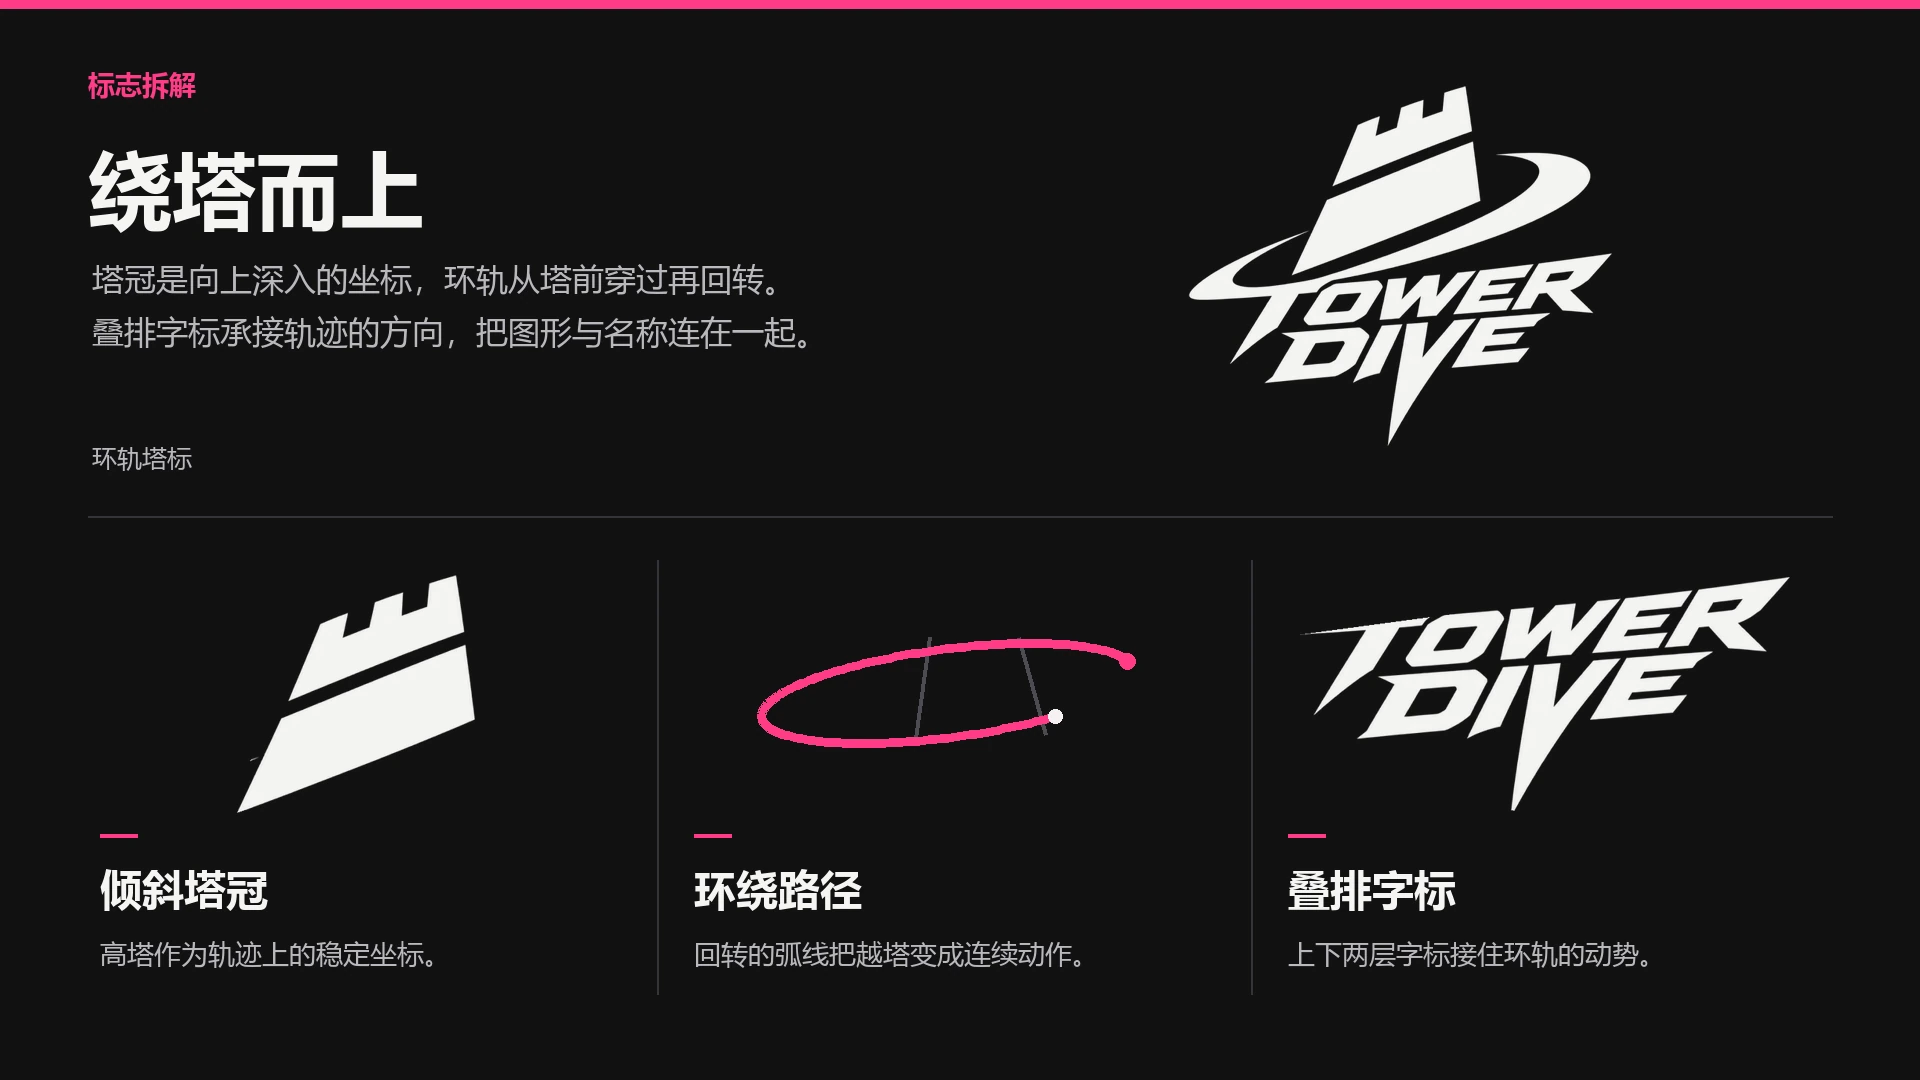 标志拆解
绕塔而上
塔冠是向上深入的坐标，环轨从塔前穿过再回转。
叠排字标承接轨迹的方向，把图形与名称连在一起。
环轨塔标
TOWER
DIVE
TOWER
DIVE
倾斜塔冠
高塔作为轨迹上的稳定坐标。
环绕路径
回转的弧线把越塔变成连续动作。
叠排字标
上下两层字标接住环轨的动势。